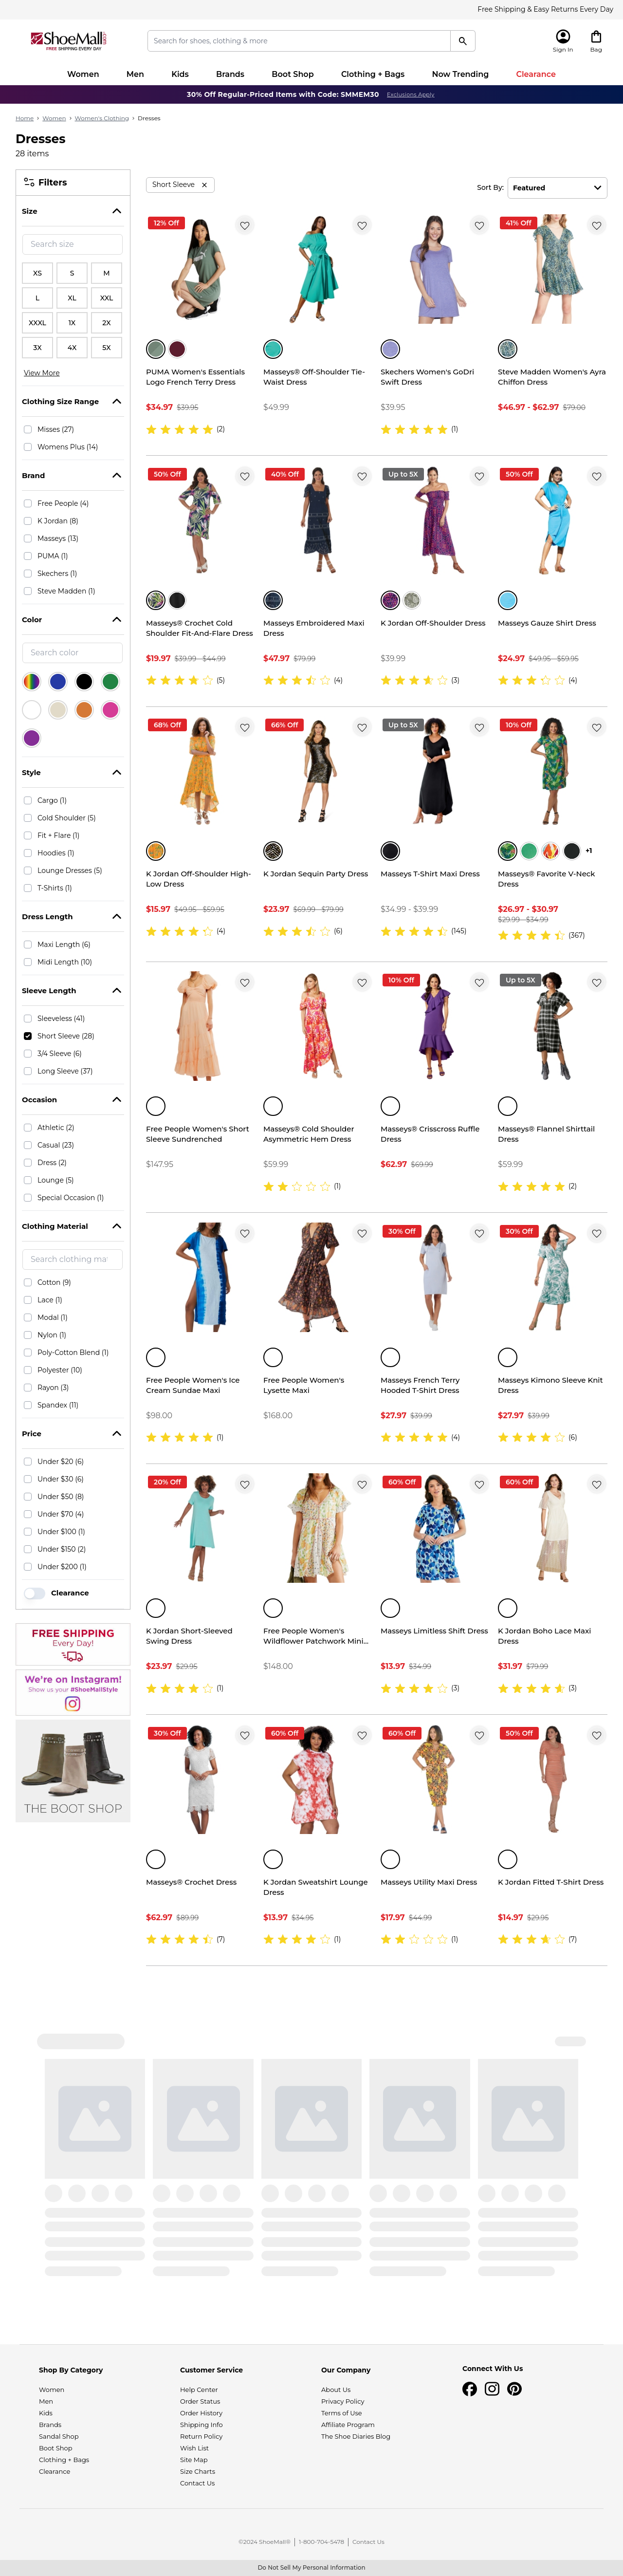 Free Shipping & Easy Returns Every Day
ShoeMall
FREE SHIPPING EVERY DAY
Search for shoes, clothing & more
Sign In
Bag
Women
Men
Kids
Brands
Boot Shop
Clothing + Bags
Now Trending
Clearance
30% Off Regular-Priced Items with Code: SMMEM30 Exclusions Apply
Home > Women > Women's Clothing > Dresses
Dresses
28 items
Filters
Size
Search size
XS S M
L XL XXL
XXXL 1X 2X
3X 4X 5X
View More
Clothing Size Range
Misses (27)
Womens Plus (14)
Brand
Free People (4)
K Jordan (8)
Masseys (13)
PUMA (1)
Skechers (1)
Steve Madden (1)
Color
Search color
Style
Cargo (1)
Cold Shoulder (5)
Fit + Flare (1)
Hoodies (1)
Lounge Dresses (5)
T-Shirts (1)
Dress Length
Maxi Length (6)
Midi Length (10)
Sleeve Length
Sleeveless (41)
Short Sleeve (28)
3/4 Sleeve (6)
Long Sleeve (37)
Occasion
Athletic (2)
Casual (23)
Dress (2)
Lounge (5)
Special Occasion (1)
Clothing Material
Search clothing ma
Cotton (9)
Lace (1)
Modal (1)
Nylon (1)
Poly-Cotton Blend (1)
Polyester (10)
Rayon (3)
Spandex (11)
Price
Under $20 (6)
Under $30 (6)
Under $50 (8)
Under $70 (4)
Under $100 (1)
Under $150 (2)
Under $200 (1)
Clearance
FREE SHIPPING
Every Day!
We're on Instagram!
Show us your #ShoeMallStyle
THE BOOT SHOP
Short Sleeve ×
Sort By: Featured
12% Off
PUMA Women's Essentials
Logo French Terry Dress
$34.97 $39.95
(2)
Masseys® Off-Shoulder Tie-
Waist Dress
$49.99
Skechers Women's GoDri
Swift Dress
$39.95
(1)
41% Off
Steve Madden Women's Ayra
Chiffon Dress
$46.97 - $62.97 $79.00
50% Off
Masseys® Crochet Cold
Shoulder Fit-And-Flare Dress
$19.97 $39.99 - $44.99
(5)
40% Off
Masseys Embroidered Maxi
Dress
$47.97 $79.99
(4)
Up to 5X
K Jordan Off-Shoulder Dress
$39.99
(3)
50% Off
Masseys Gauze Shirt Dress
$24.97 $49.95 - $59.95
(4)
68% Off
K Jordan Off-Shoulder High-
Low Dress
$15.97 $49.95 - $59.95
(4)
66% Off
K Jordan Sequin Party Dress
$23.97 $69.99 - $79.99
(6)
Up to 5X
Masseys T-Shirt Maxi Dress
$34.99 - $39.99
(145)
10% Off
+1
Masseys® Favorite V-Neck
Dress
$26.97 - $30.97
$29.99 - $34.99
(367)
Free People Women's Short
Sleeve Sundrenched
$147.95
Masseys® Cold Shoulder
Asymmetric Hem Dress
$59.99
(1)
10% Off
Masseys® Crisscross Ruffle
Dress
$62.97 $69.99
Up to 5X
Masseys® Flannel Shirttail
Dress
$59.99
(2)
Free People Women's Ice
Cream Sundae Maxi
$98.00
(1)
Free People Women's
Lysette Maxi
$168.00
30% Off
Masseys French Terry
Hooded T-Shirt Dress
$27.97 $39.99
(4)
30% Off
Masseys Kimono Sleeve Knit
Dress
$27.97 $39.99
(6)
20% Off
K Jordan Short-Sleeved
Swing Dress
$23.97 $29.95
(1)
Free People Women's
Wildflower Patchwork Mini...
$148.00
60% Off
Masseys Limitless Shift Dress
$13.97 $34.99
(3)
60% Off
K Jordan Boho Lace Maxi
Dress
$31.97 $79.99
(3)
30% Off
Masseys® Crochet Dress
$62.97 $89.99
(7)
60% Off
K Jordan Sweatshirt Lounge
Dress
$13.97 $34.95
(1)
60% Off
Masseys Utility Maxi Dress
$17.97 $44.99
(1)
50% Off
K Jordan Fitted T-Shirt Dress
$14.97 $29.95
(7)
Shop By Category
Women
Men
Kids
Brands
Sandal Shop
Boot Shop
Clothing + Bags
Clearance
Customer Service
Help Center
Order Status
Order History
Shipping Info
Return Policy
Wish List
Site Map
Size Charts
Contact Us
Our Company
About Us
Privacy Policy
Terms of Use
Affiliate Program
The Shoe Diaries Blog
Connect With Us
©2024 ShoeMall® | 1-800-704-5478 | Contact Us
Do Not Sell My Personal Information